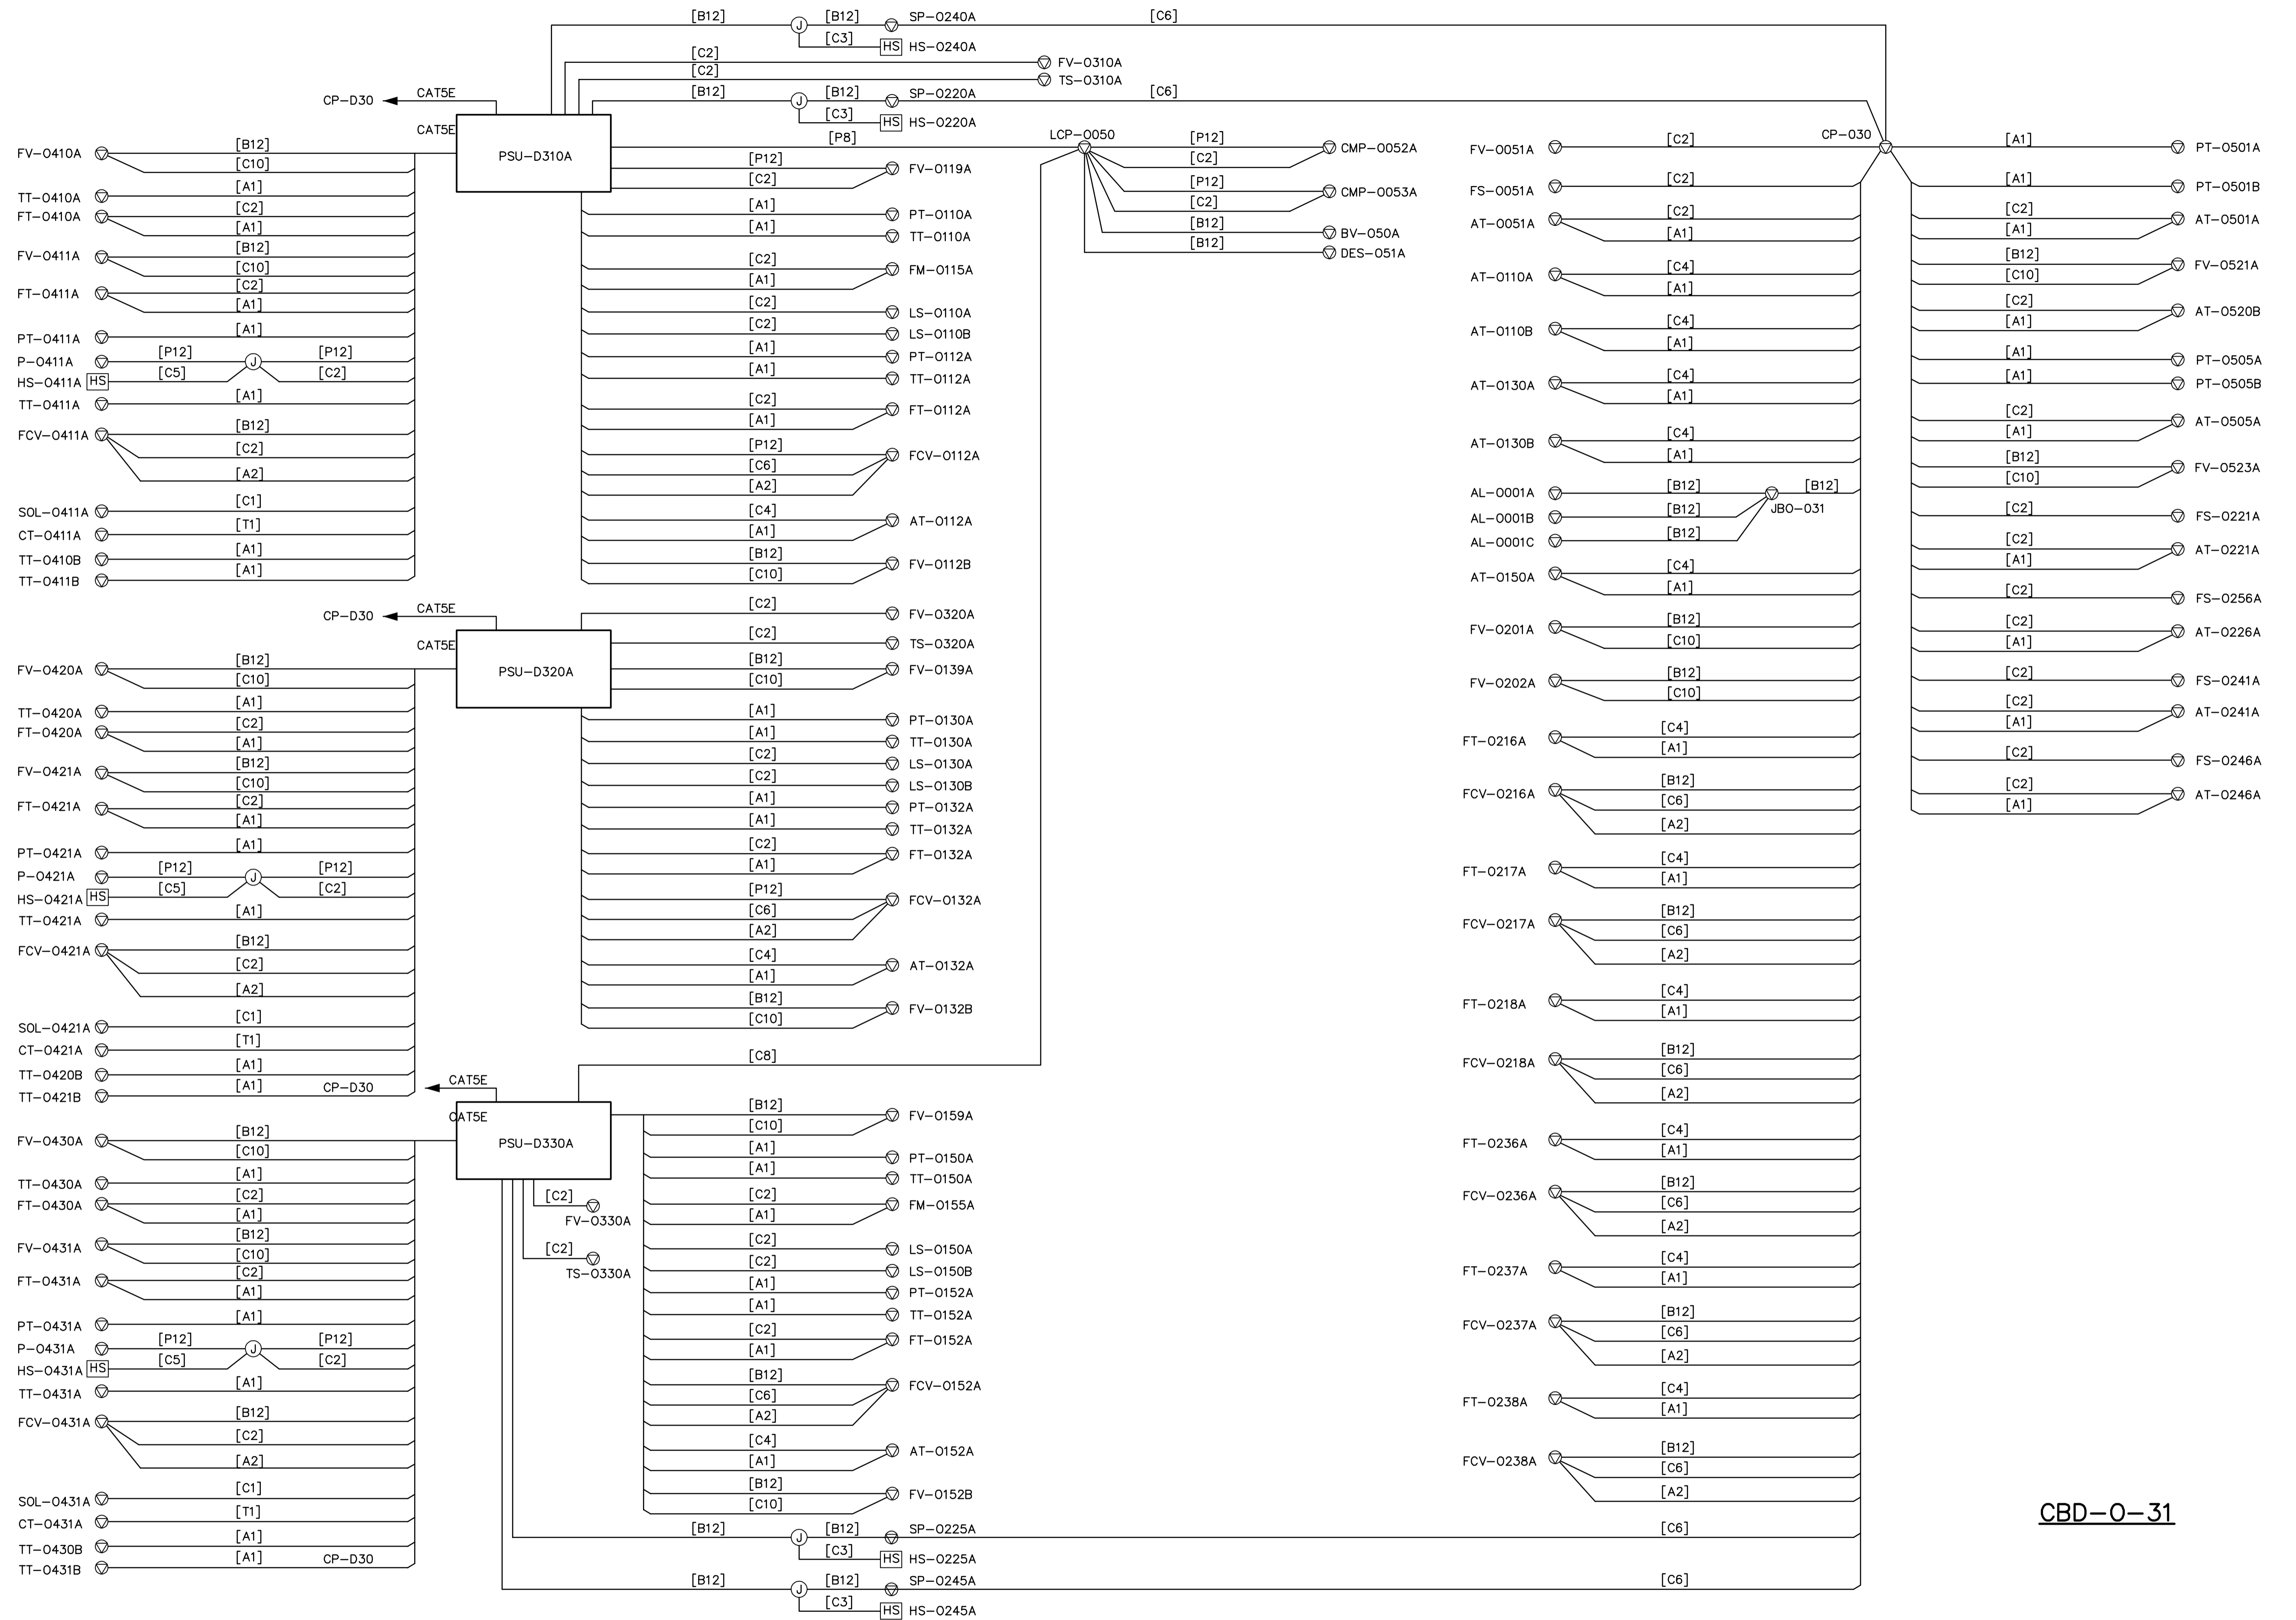 [B12] [B12] SP-0240A [C6]
J
[C3] HS HS-0240A
[C2] FV-0310A
[C2] TS-0310A
[B12] [B12] SP-0220A [C6]
J
[C3] HS HS-0220A
CP-D30 CAT5E
CAT5E
PSU-D310A
[P8] LCP-0050
FV-0410A [B12]
[C10]
TT-0410A [A1]
FT-0410A [C2]
[A1]
FV-0411A [B12]
[C10]
FT-0411A [C2]
[A1]
PT-0411A [A1]
P-0411A [P12] J [P12]
HS-0411A HS [C5] [C2]
TT-0411A [A1]
FCV-0411A [B12]
[C2]
[A2]
SOL-0411A [C1]
CT-0411A [T1]
TT-0410B [A1]
TT-0411B [A1]
[P12] FV-0119A
[C2]
[A1] PT-0110A
[A1] TT-0110A
[C2] FM-0115A
[A1]
[C2] LS-0110A
[C2] LS-0110B
[A1] PT-0112A
[A1] TT-0112A
[C2] FT-0112A
[A1]
[P12] FCV-0112A
[C6]
[A2]
[C4] AT-0112A
[A1]
[B12] FV-0112B
[C10]
[P12] CMP-0052A
[C2]
[P12] CMP-0053A
[C2]
[B12] BV-050A
[B12] DES-051A
CP-D30 CAT5E
CAT5E
PSU-D320A
FV-0420A [B12]
[C10]
TT-0420A [A1]
FT-0420A [C2]
[A1]
FV-0421A [B12]
[C10]
FT-0421A [C2]
[A1]
PT-0421A [A1]
P-0421A [P12] J [P12]
HS-0421A HS [C5] [C2]
TT-0421A [A1]
FCV-0421A [B12]
[C2]
[A2]
SOL-0421A [C1]
CT-0421A [T1]
TT-0420B [A1]
TT-0421B [A1]
[C2] FV-0320A
[C2] TS-0320A
[B12] FV-0139A
[C10]
[A1] PT-0130A
[A1] TT-0130A
[C2] LS-0130A
[C2] LS-0130B
[A1] PT-0132A
[A1] TT-0132A
[C2] FT-0132A
[A1]
[P12] FCV-0132A
[C6]
[A2]
[C4] AT-0132A
[A1]
[B12] FV-0132B
[C10]
[C8]
CP-D30 CAT5E
CAT5E
PSU-D330A
FV-0430A [B12]
[C10]
TT-0430A [A1]
FT-0430A [C2]
[A1]
FV-0431A [B12]
[C10]
FT-0431A [C2]
[A1]
PT-0431A [A1]
P-0431A [P12] J [P12]
HS-0431A HS [C5] [C2]
TT-0431A [A1]
FCV-0431A [B12]
[C2]
[A2]
SOL-0431A [C1]
CT-0431A [T1]
TT-0430B [A1]
TT-0431B [A1] CP-D30
[C2] FV-0330A
[C2] TS-0330A
[B12] FV-0159A
[C10]
[A1] PT-0150A
[A1] TT-0150A
[C2] FM-0155A
[A1]
[C2] LS-0150A
[C2] LS-0150B
[A1] PT-0152A
[A1] TT-0152A
[C2] FT-0152A
[A1]
[B12] FCV-0152A
[C6]
[A2]
[C4] AT-0152A
[A1]
[B12] FV-0152B
[C10]
[B12] J [B12] SP-0225A [C6]
[C3] HS HS-0225A
[B12] J [B12] SP-0245A [C6]
[C3] HS HS-0245A
CP-030
FV-0051A [C2]
FS-0051A [C2]
AT-0051A [C2]
[A1]
AT-0110A [C4]
[A1]
AT-0110B [C4]
[A1]
AT-0130A [C4]
[A1]
AT-0130B [C4]
[A1]
AL-0001A [B12] [B12]
AL-0001B [B12] JBO-031
AL-0001C [B12]
AT-0150A [C4]
[A1]
FV-0201A [B12]
[C10]
FV-0202A [B12]
[C10]
FT-0216A [C4]
[A1]
FCV-0216A [B12]
[C6]
[A2]
FT-0217A [C4]
[A1]
FCV-0217A [B12]
[C6]
[A2]
FT-0218A [C4]
[A1]
FCV-0218A [B12]
[C6]
[A2]
FT-0236A [C4]
[A1]
FCV-0236A [B12]
[C6]
[A2]
FT-0237A [C4]
[A1]
FCV-0237A [B12]
[C6]
[A2]
FT-0238A [C4]
[A1]
FCV-0238A [B12]
[C6]
[A2]
[A1] PT-0501A
[A1] PT-0501B
[C2] AT-0501A
[A1]
[B12] FV-0521A
[C10]
[C2] AT-0520B
[A1]
[A1] PT-0505A
[A1] PT-0505B
[C2] AT-0505A
[A1]
[B12] FV-0523A
[C10]
[C2] FS-0221A
[C2] AT-0221A
[A1]
[C2] FS-0256A
[C2] AT-0226A
[A1]
[C2] FS-0241A
[C2] AT-0241A
[A1]
[C2] FS-0246A
[C2] AT-0246A
[A1]
CBD-0-31